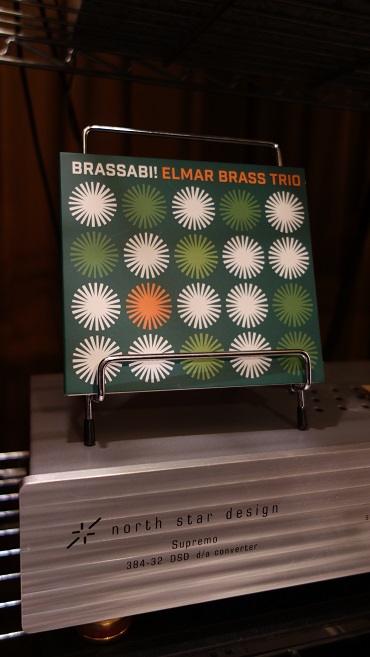 BRASSABI! ELMAR BRASS TRIO
north star design
Supremo
384-32 DSD d/a converter